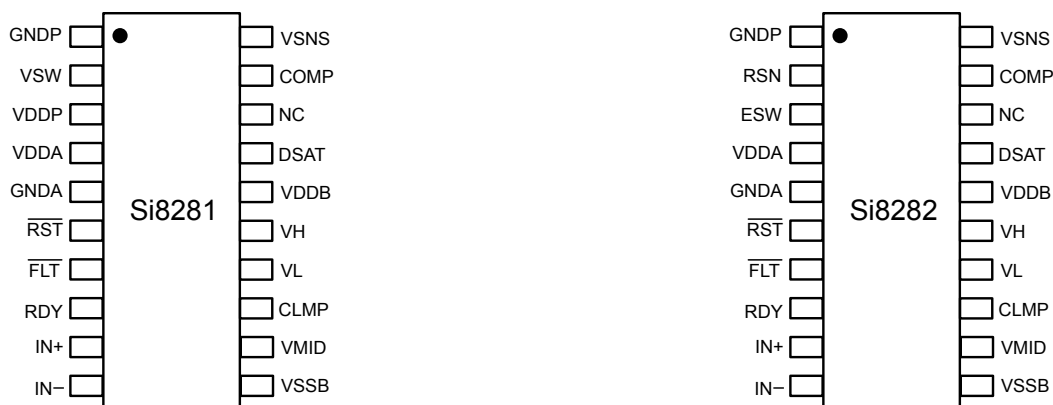 GNDP
VSW
VDDP
VDDA
GNDA
RST
FLT
RDY
IN+
IN−
Si8281
VSNS
COMP
NC
DSAT
VDDB
VH
VL
CLMP
VMID
VSSB
GNDP
RSN
ESW
VDDA
GNDA
RST
FLT
RDY
IN+
IN−
Si8282
VSNS
COMP
NC
DSAT
VDDB
VH
VL
CLMP
VMID
VSSB